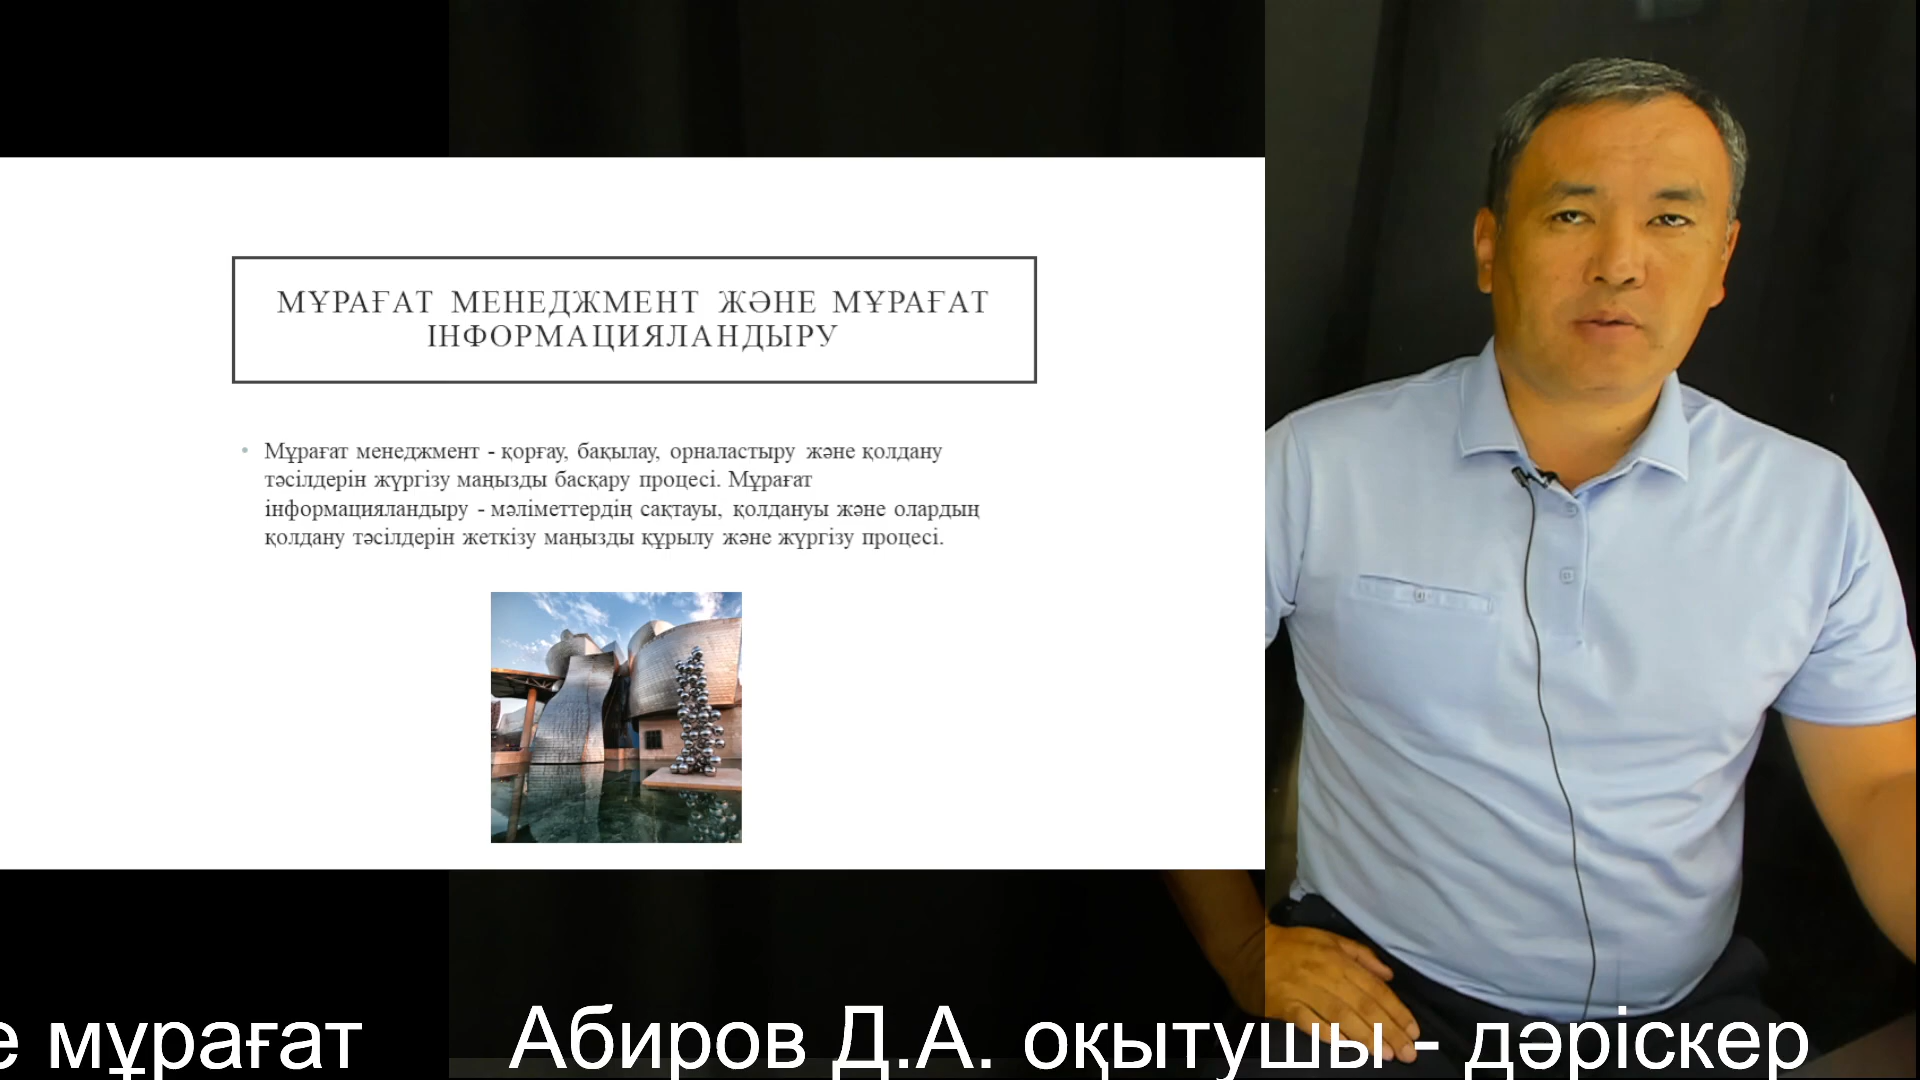 МҰРАҒАТ МЕНЕДЖМЕНТ ЖӘНЕ МҰРАҒАТ
ІНФОРМАЦИЯЛАНДЫРУ
• Мұрағат менеджмент - қорғау, бақылау, орналастыру және қолдану
тәсілдерін жүргізу маңызды басқару процесі. Мұрағат
інформацияландыру - мәліметтердің сақтауы, қолдануы және олардың
қолдану тәсілдерін жеткізу маңызды құрылу және жүргізу процесі.
е мұрағат Абиров Д.А. оқытушы - дәріскер